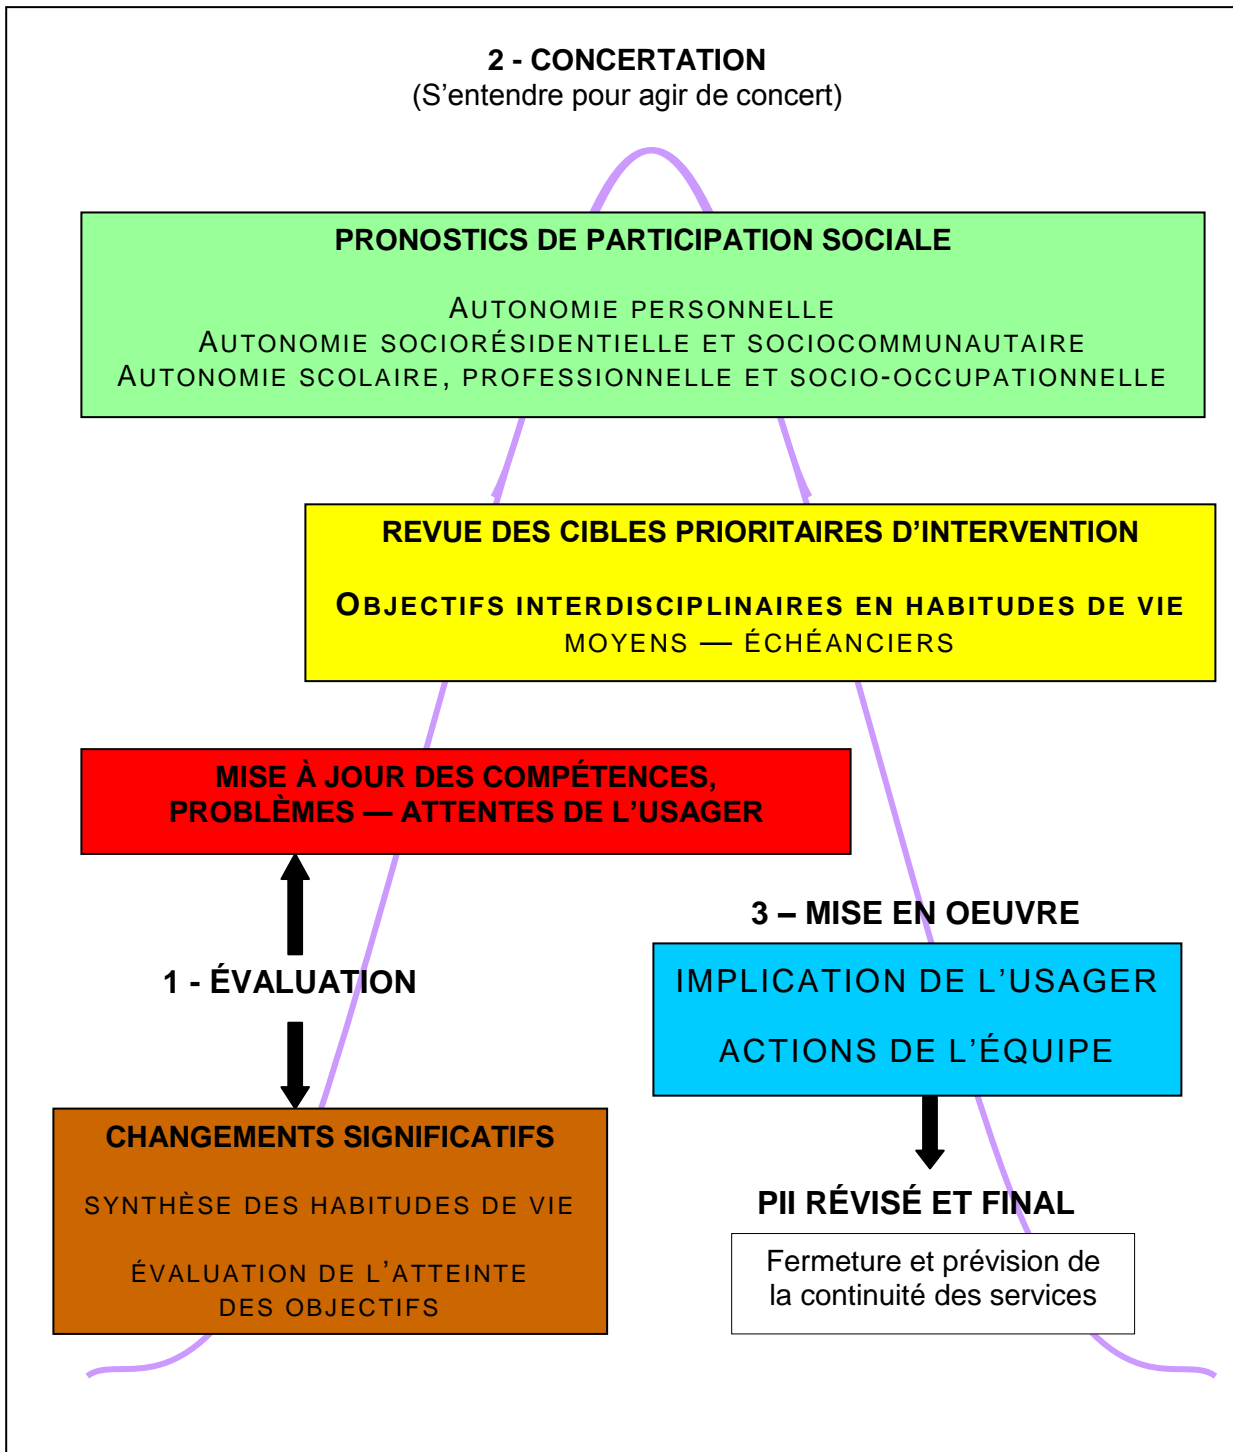 2 - CONCERTATION
(S'entendre pour agir de concert)
PRONOSTICS DE PARTICIPATION SOCIALE
AUTONOMIE PERSONNELLE
AUTONOMIE SOCIORÉSIDENTIELLE ET SOCIOCOMMUNAUTAIRE
AUTONOMIE SCOLAIRE, PROFESSIONNELLE ET SOCIO-OCCUPATIONNELLE
REVUE DES CIBLES PRIORITAIRES D'INTERVENTION
OBJECTIFS INTERDISCIPLINAIRES EN HABITUDES DE VIE
MOYENS — ÉCHÉANCIERS
MISE À JOUR DES COMPÉTENCES,
PROBLÈMES — ATTENTES DE L'USAGER
1 - ÉVALUATION
CHANGEMENTS SIGNIFICATIFS
SYNTHÈSE DES HABITUDES DE VIE
ÉVALUATION DE L'ATTEINTE
DES OBJECTIFS
3 – MISE EN OEUVRE
IMPLICATION DE L'USAGER
ACTIONS DE L'ÉQUIPE
PII RÉVISÉ ET FINAL
Fermeture et prévision de
la continuité des services